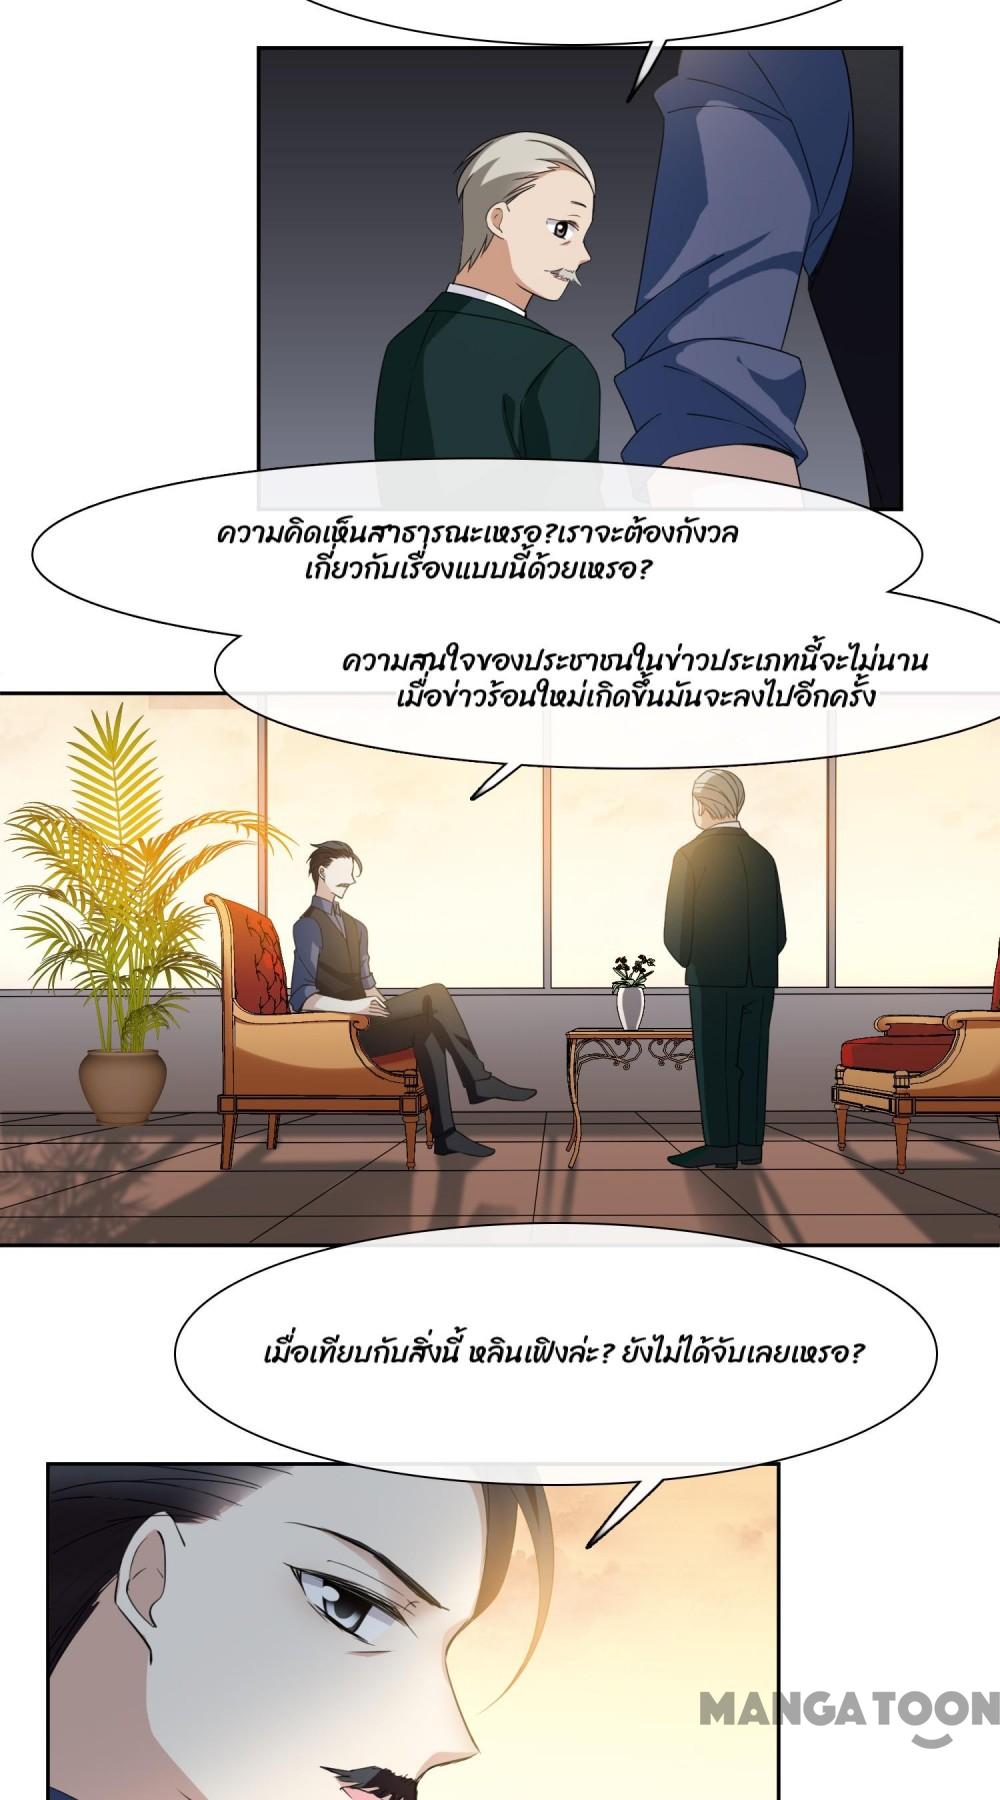 ความคิดเห็นสาธารณะเหรอ?เราจะต้องกังวล
เกี่ยวกับเรื่องแบบนี้ด้วยเหรอ?
ความสนใจของประชาชนในข่าวประเภทนี้จะไม่นาน
เมื่อข่าวร้อนใหม่เกิดขึ้นมันจะลงไปอีกครั้ง
เมื่อเทียบกับสิ่งนี้ หลินเฟิงล่ะ? ยังไม่ได้จับเลยเหรอ?
MANGATOON